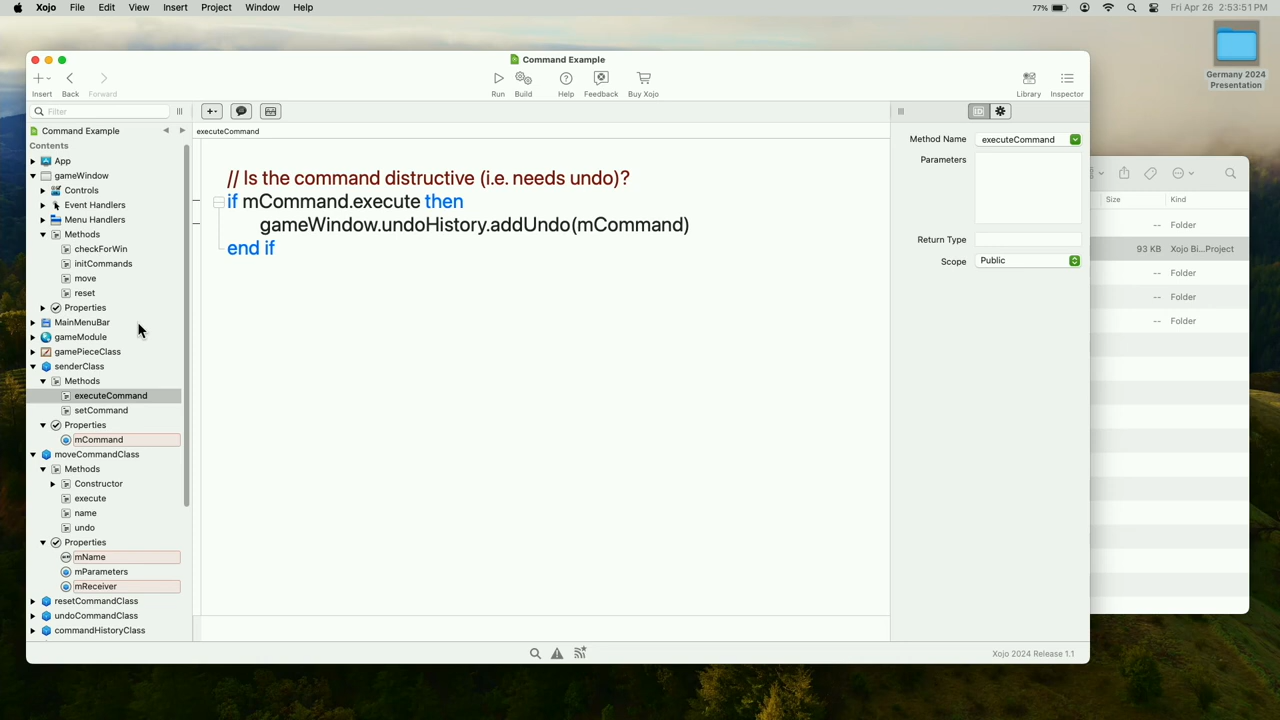 Xojo File Edit View Insert Project Window Help 77% Fri Apr 26 2:53:51 PM
Germany 2024
Presentation
Command Example
Insert Back Forward Run Build Help Feedback Buy Xojo Library Inspector
Filter
Command Example
executeCommand
Contents
App
gameWindow
Controls
Event Handlers
Menu Handlers
Methods
checkForWin
initCommands
move
reset
Properties
MainMenuBar
gameModule
gamePieceClass
senderClass
Methods
executeCommand
setCommand
Properties
mCommand
moveCommandClass
Methods
Constructor
execute
name
undo
Properties
mName
mParameters
mReceiver
resetCommandClass
undoCommandClass
commandHistoryClass
// Is the command distructive (i.e. needs undo)?
if mCommand.execute then
gameWindow.undoHistory.addUndo(mCommand)
end if
ID
Method Name executeCommand
Parameters
Return Type
Scope Public
Size Kind
-- Folder
93 KB Xojo Bi...Project
-- Folder
-- Folder
-- Folder
Xojo 2024 Release 1.1